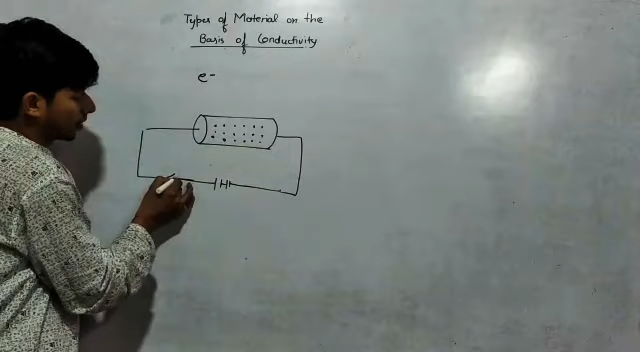 Types of Material on the
Basis of Conductivity
e-